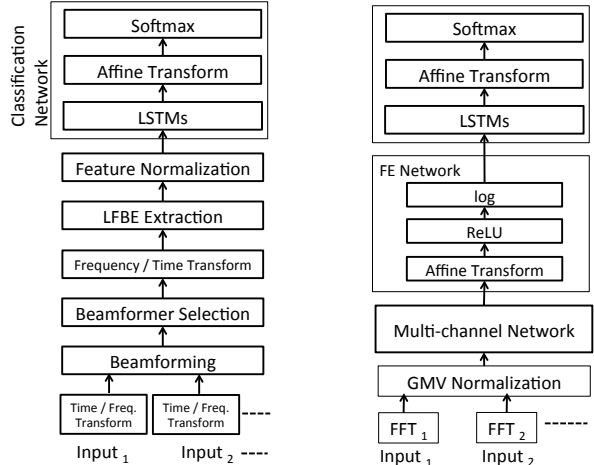 Classification
Network
Softmax
Affine Transform
LSTMs
Feature Normalization
LFBE Extraction
Frequency / Time Transform
Beamformer Selection
Beamforming
Time / Freq.
Transform
Time / Freq.
Transform
Input 1
Input 2
Softmax
Affine Transform
LSTMs
FE Network
log
ReLU
Affine Transform
Multi-channel Network
GMV Normalization
FFT 1
FFT 2
Input 1
Input 2